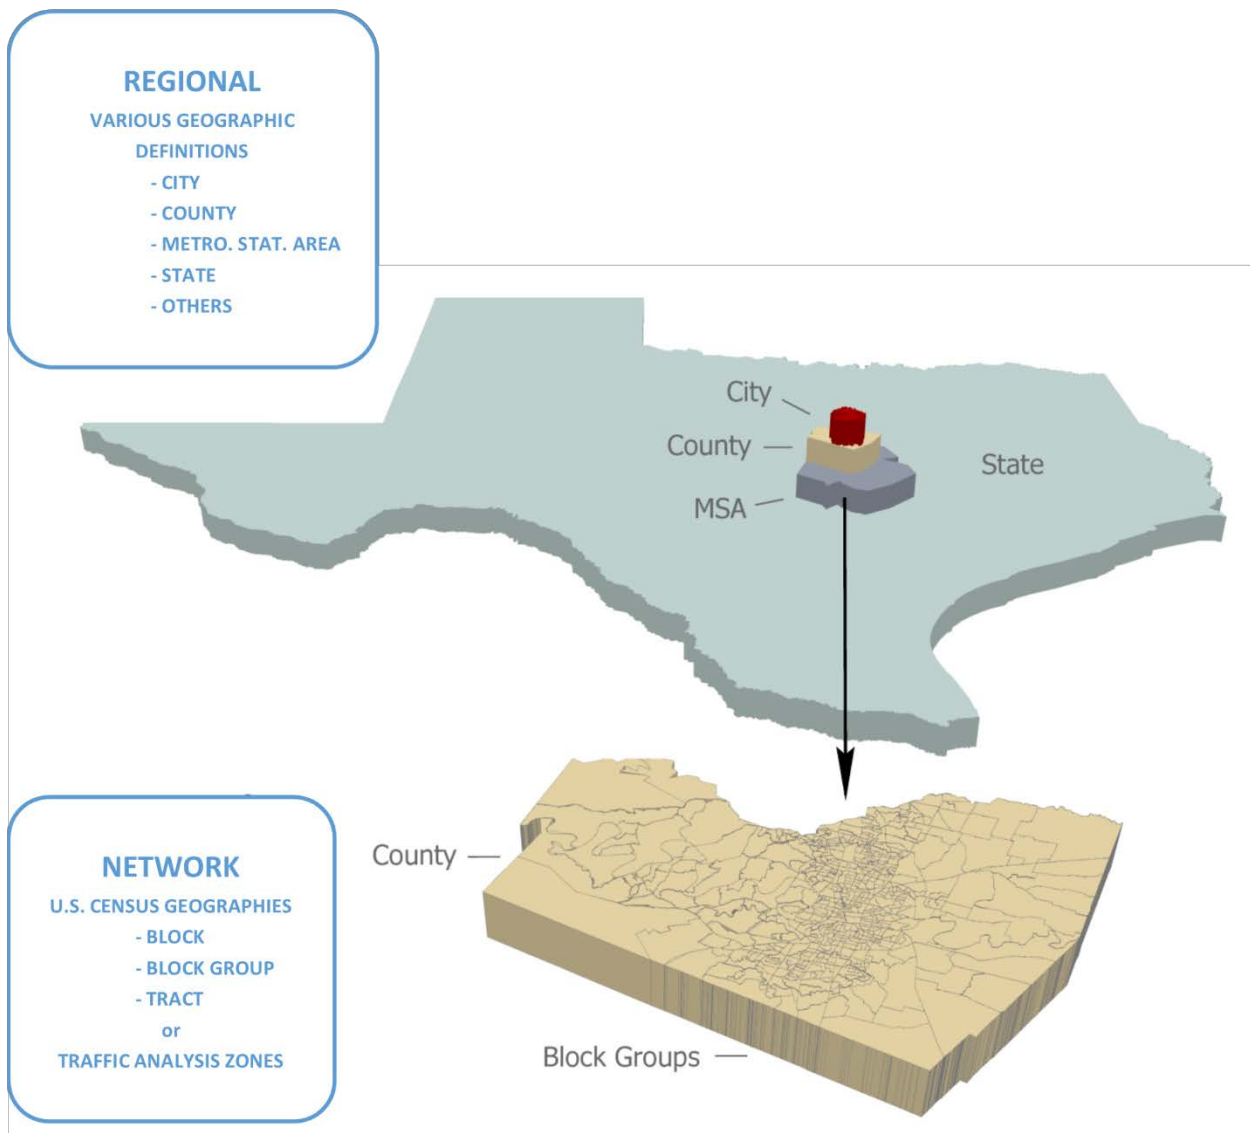 REGIONAL
VARIOUS GEOGRAPHIC
DEFINITIONS
- CITY
- COUNTY
- METRO. STAT. AREA
- STATE
- OTHERS
City
County
State
MSA
NETWORK
U.S. CENSUS GEOGRAPHIES
- BLOCK
- BLOCK GROUP
- TRACT
or
TRAFFIC ANALYSIS ZONES
County
Block Groups